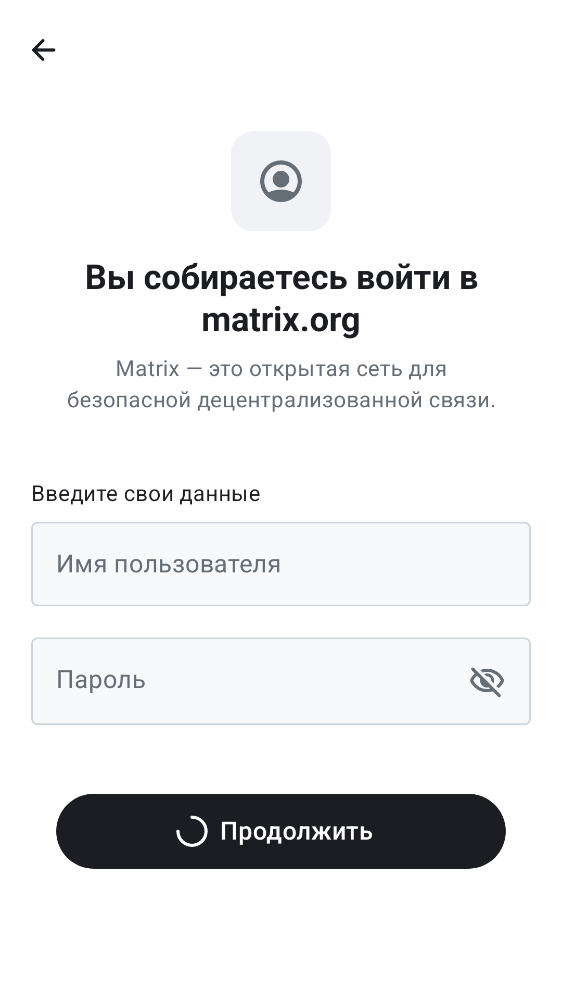 Вы собираетесь войти в
matrix.org
Matrix — это открытая сеть для
безопасной децентрализованной связи.
Введите свои данные
Имя пользователя
Пароль
Продолжить